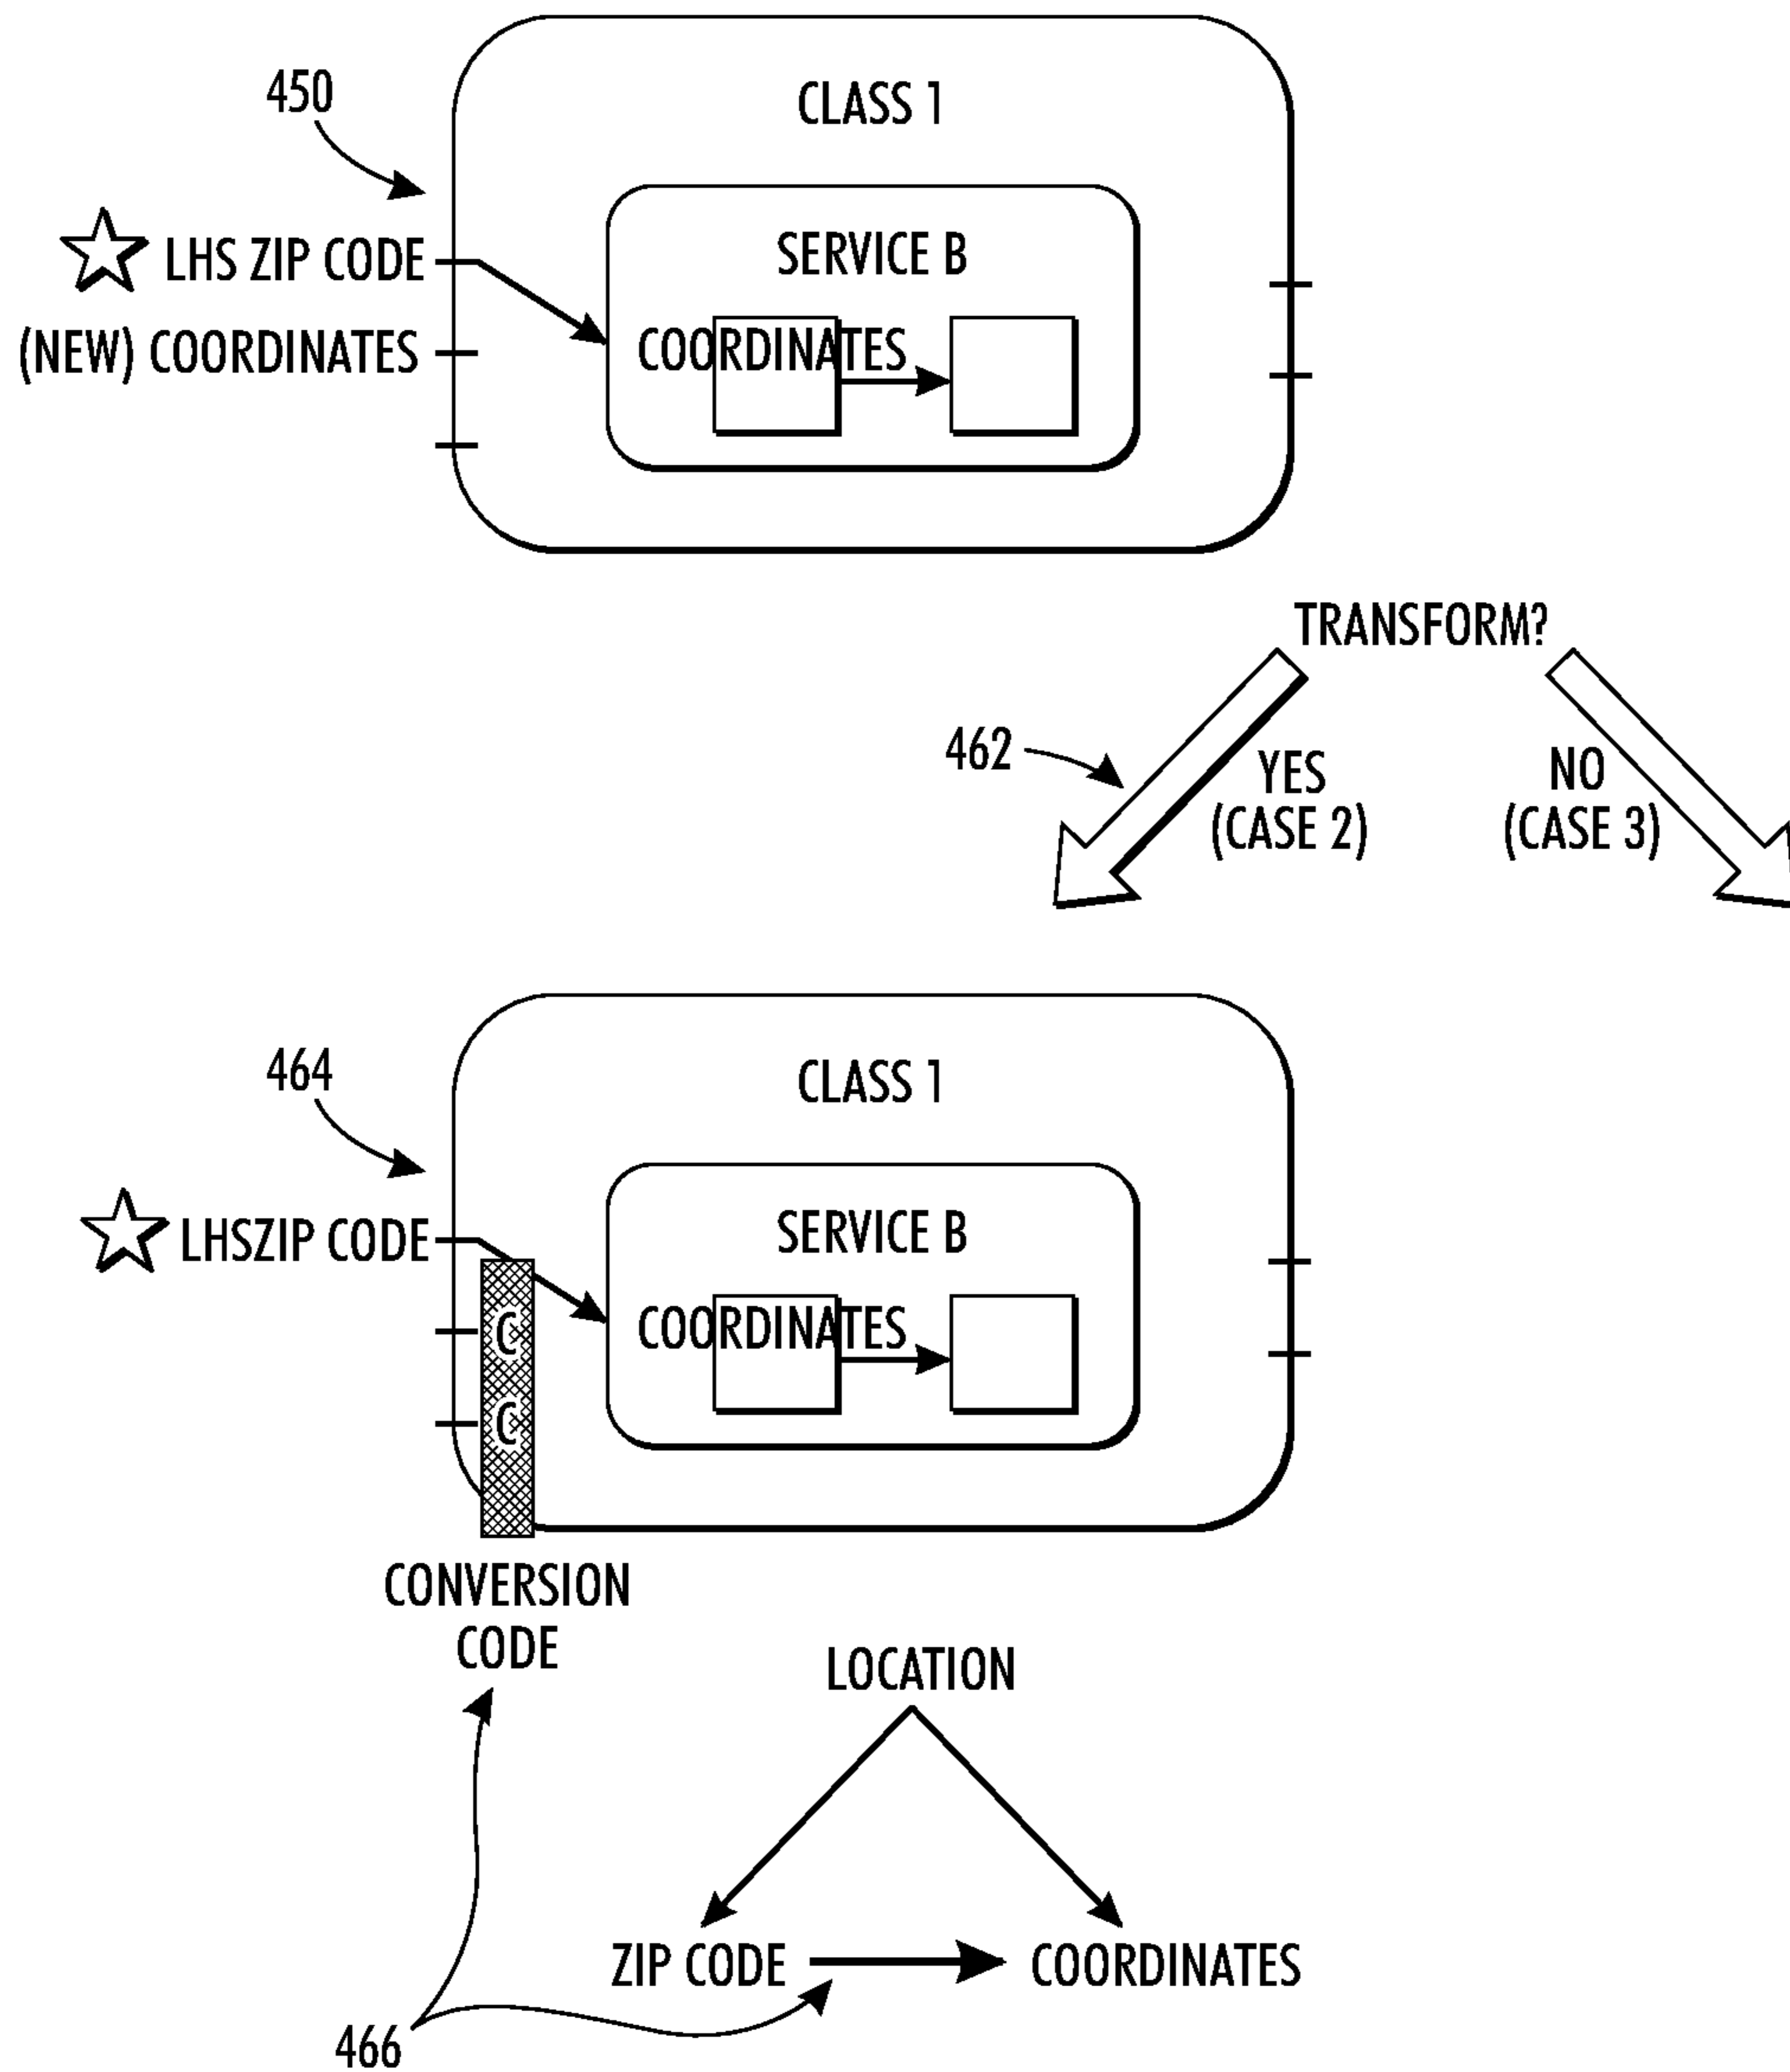 450
CLASS 1
LHS ZIP CODE
SERVICE B
(NEW) COORDINATES
COORDINATES
TRANSFORM?
462
YES
(CASE 2)
NO
(CASE 3)
464
CLASS 1
LHSZIP CODE
SERVICE B
COORDINATES
C
C
CONVERSION
CODE
LOCATION
ZIP CODE
COORDINATES
466